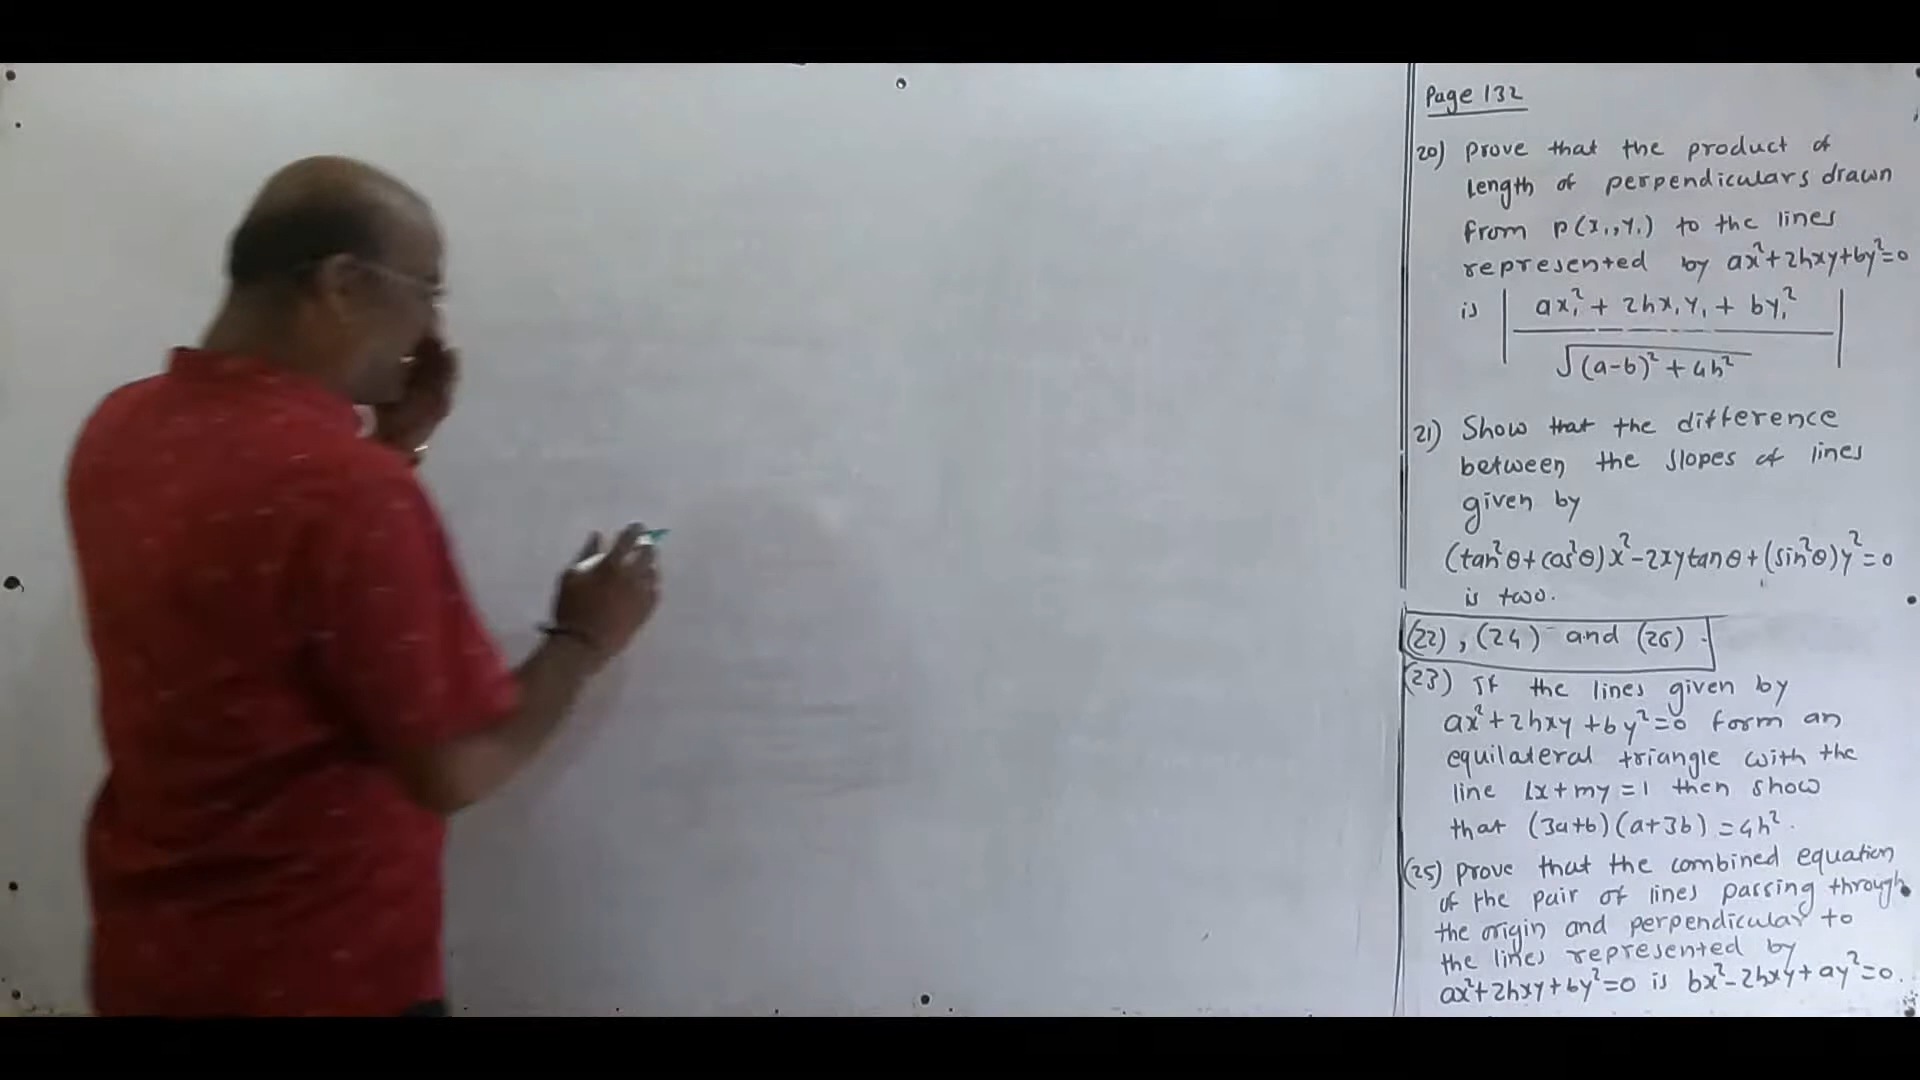 Page 132
20) Prove that the product of
length of perpendiculars drawn
from P(x₁,y₁) to the lines
represented by ax²+2hxy+by²=0
is | (ax₁² + 2hx₁y₁ + by₁²) / √((a-b)² + 4h²) |
21) Show that the difference
between the slopes of lines
given by
(tan²θ+cos²θ)x²-2xytanθ+(sin²θ)y²=0
is two.
(22), (24) and (26).
(23) If the lines given by
ax²+2hxy+by²=0 form an
equilateral triangle with the
line lx+my=1 then show
that (3a+b)(a+3b)=4h².
(25) Prove that the combined equation
of the pair of lines passing through
the origin and perpendicular to
the lines represented by
ax²+2hxy+by²=0 is bx²-2hxy+ay²=0.